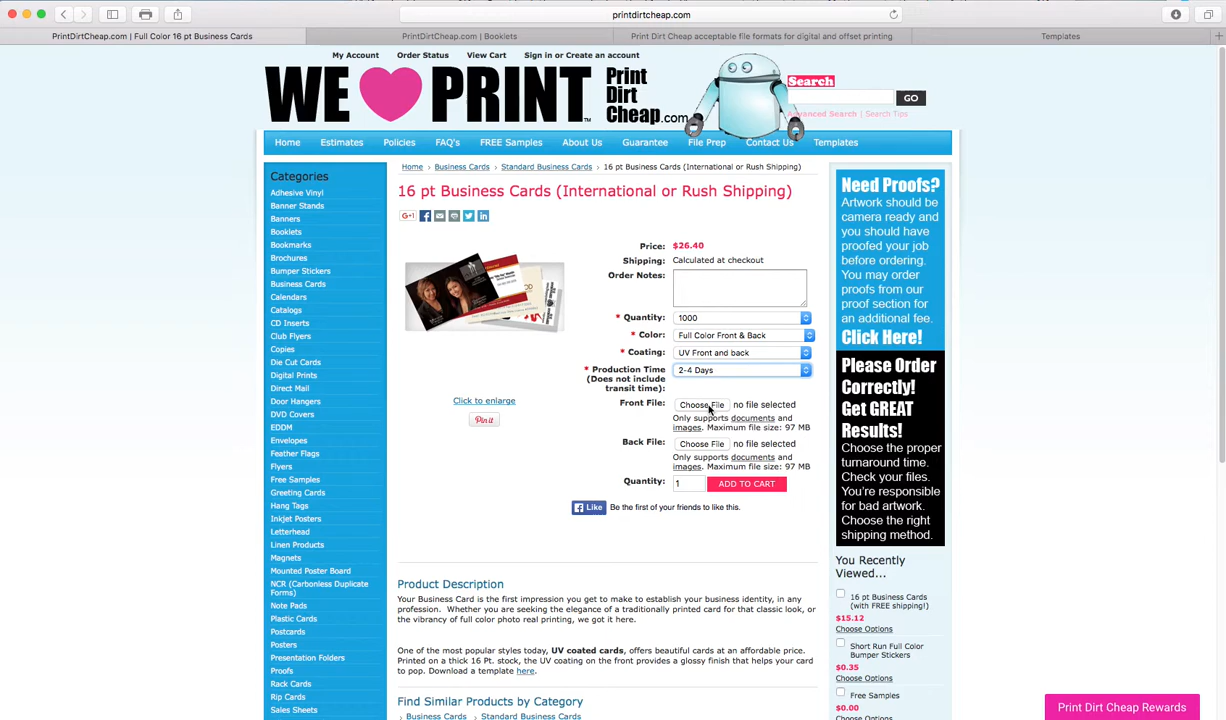 printdirtcheap.com
PrintDirtCheap.com | Full Color 16 pt Business Cards
PrintDirtCheap.com | Booklets
Print Dirt Cheap acceptable file formats for digital and offset printing
Templates
My Account
Order Status
View Cart
Sign in or Create an account
WE PRINT
Print
Dirt
Cheap.com
Search
GO
Advanced Search | Search Tips
Home
Estimates
Policies
FAQ's
FREE Samples
About Us
Guarantee
File Prep
Contact Us
Templates
Categories
Adhesive Vinyl
Banner Stands
Banners
Booklets
Bookmarks
Brochures
Bumper Stickers
Business Cards
Calendars
Catalogs
CD Inserts
Club Flyers
Copies
Die Cut Cards
Digital Prints
Direct Mail
Door Hangers
DVD Covers
EDDM
Envelopes
Feather Flags
Flyers
Free Samples
Greeting Cards
Hang Tags
Inkjet Posters
Letterhead
Linen Products
Magnets
Mounted Poster Board
NCR (Carbonless Duplicate
Forms)
Note Pads
Plastic Cards
Postcards
Posters
Presentation Folders
Proofs
Rack Cards
Rip Cards
Sales Sheets
Home › Business Cards › Standard Business Cards › 16 pt Business Cards (International or Rush Shipping)
16 pt Business Cards (International or Rush Shipping)
G+1
Click to enlarge
Pin it
Price: $26.40
Shipping: Calculated at checkout
Order Notes:
* Quantity: 1000
* Color: Full Color Front & Back
* Coating: UV Front and back
* Production Time
(Does not include
transit time):
2-4 Days
Front File: Choose File no file selected
Only supports documents and
images. Maximum file size: 97 MB
Back File: Choose File no file selected
Only supports documents and
images. Maximum file size: 97 MB
Quantity: 1 ADD TO CART
Like Be the first of your friends to like this.
Product Description
Your Business Card is the first impression you get to make to establish your business identity, in any
profession. Whether you are seeking the elegance of a traditionally printed card for that classic look, or
the vibrancy of full color photo real printing, we got it here.
One of the most popular styles today, UV coated cards, offers beautiful cards at an affordable price.
Printed on a thick 16 Pt. stock, the UV coating on the front provides a glossy finish that helps your card
to pop. Download a template here.
Find Similar Products by Category
› Business Cards › Standard Business Cards
Need Proofs?
Artwork should be
camera ready and
you should have
proofed your job
before ordering.
You may order
proofs from our
proof section for
an additional fee.
Click Here!
Please Order
Correctly!
Get GREAT
Results!
Choose the proper
turnaround time.
Check your files.
You're responsible
for bad artwork.
Choose the right
shipping method.
You Recently
Viewed...
16 pt Business Cards
(with FREE shipping!)
$15.12
Choose Options
Short Run Full Color
Bumper Stickers
$0.35
Choose Options
Free Samples
$0.00
Choose Options
Print Dirt Cheap Rewards